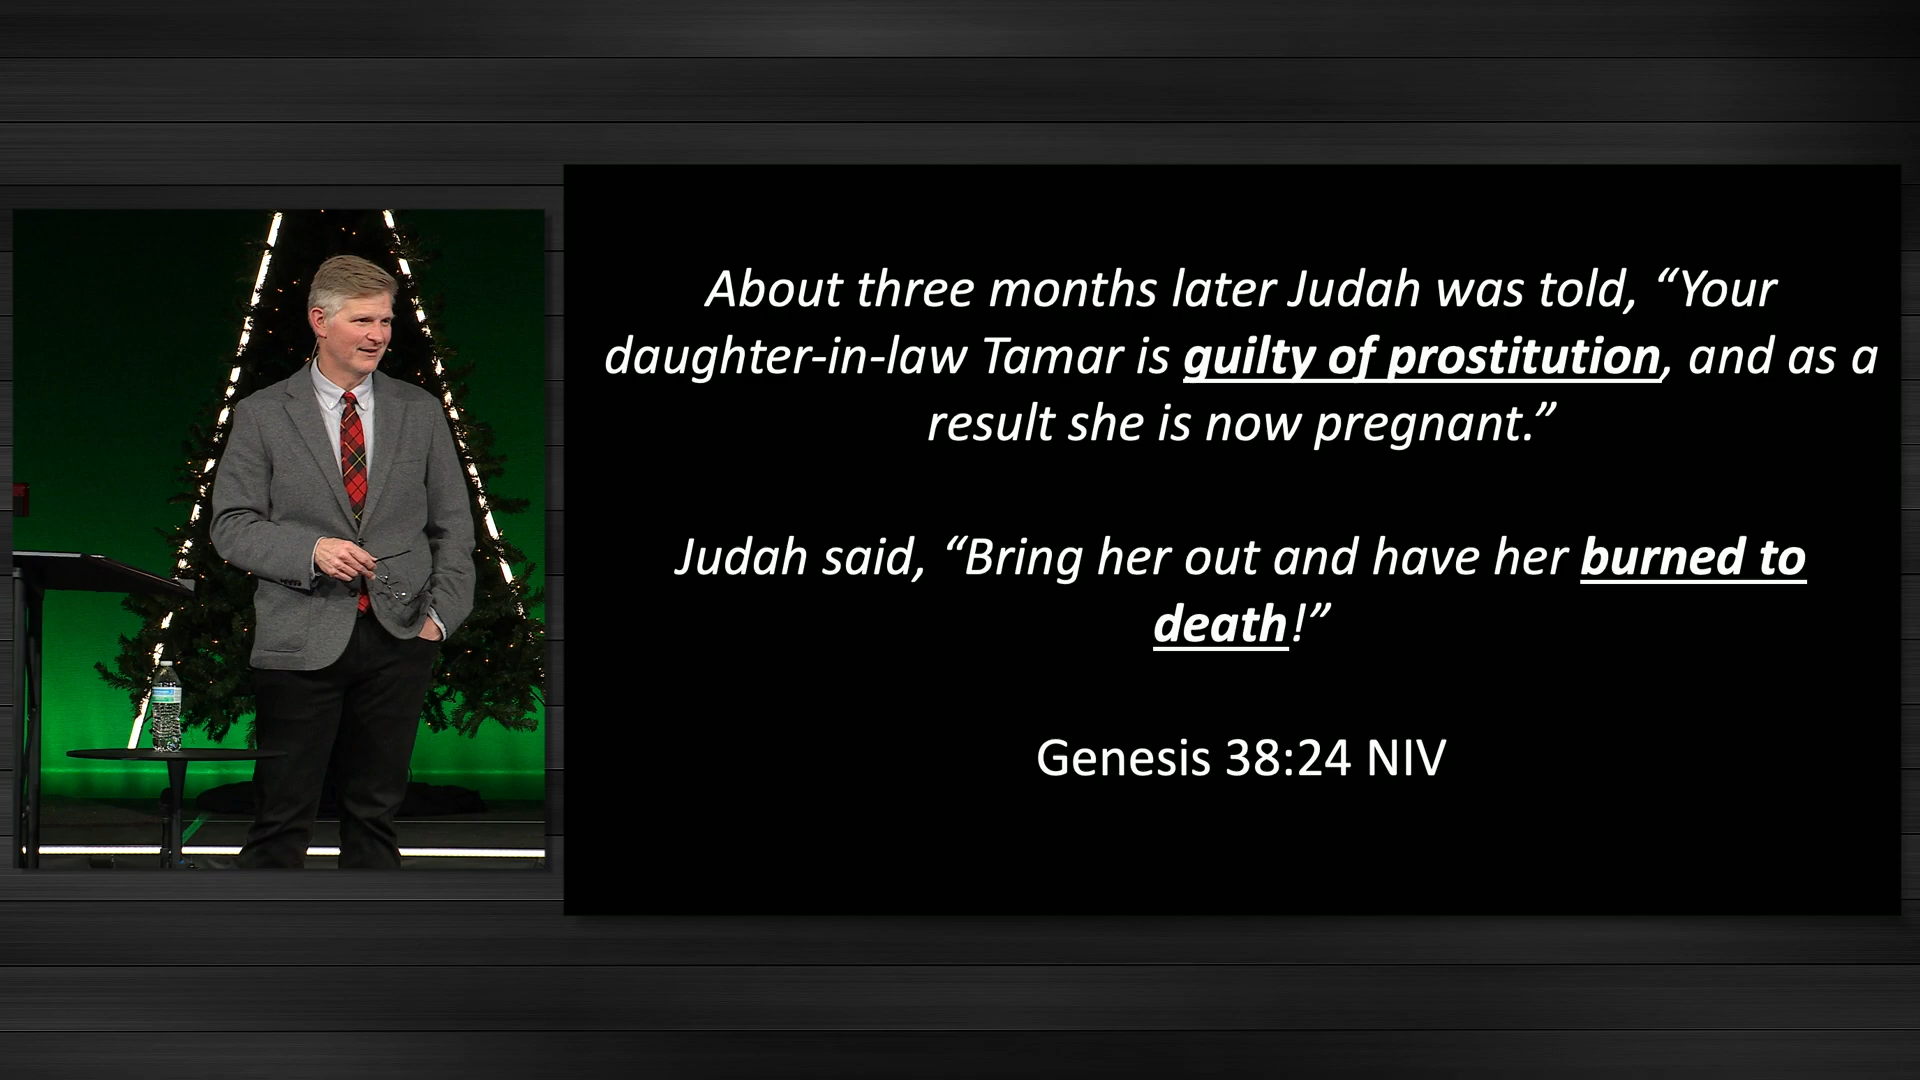 About three months later Judah was told, “Your
daughter-in-law Tamar is guilty of prostitution, and as a
result she is now pregnant.”
Judah said, “Bring her out and have her burned to
death!”
Genesis 38:24 NIV